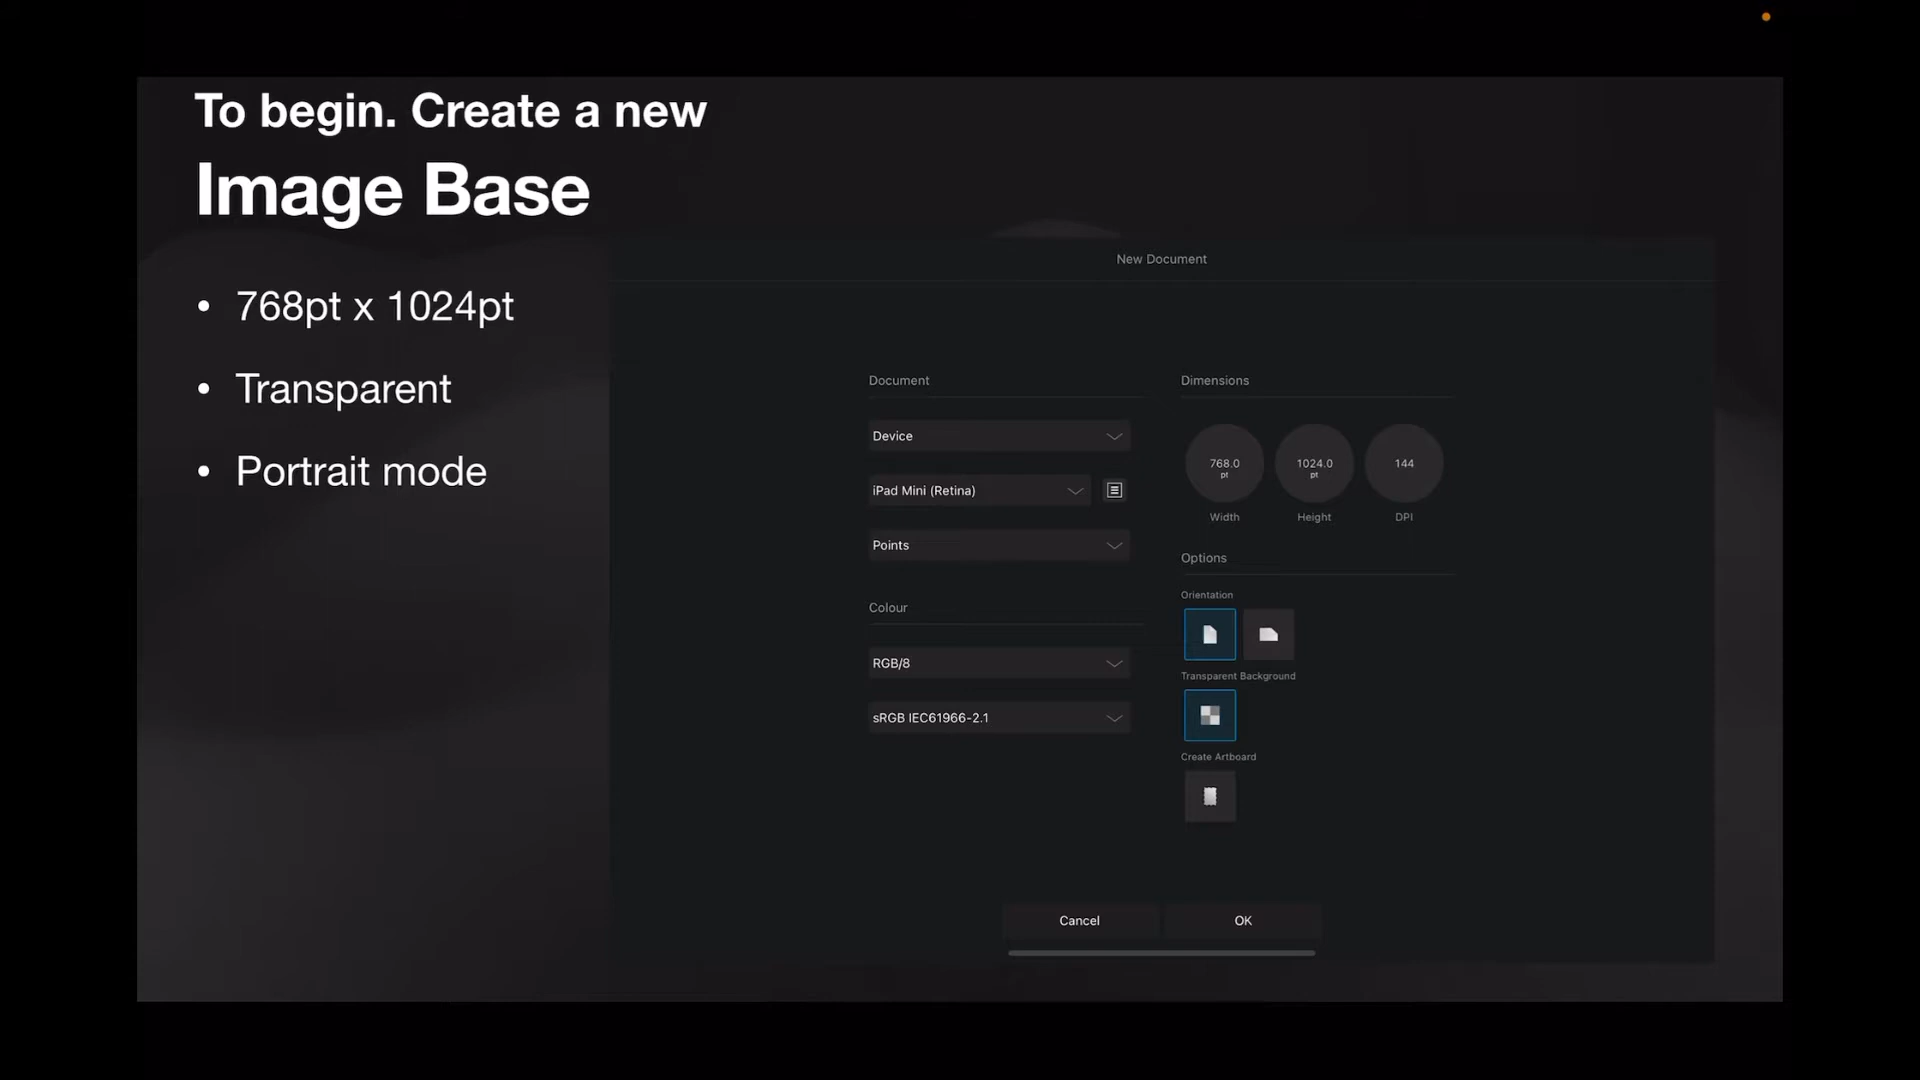 To begin. Create a new
Image Base
• 768pt x 1024pt
• Transparent
• Portrait mode
New Document
Document
Device
iPad Mini (Retina)
Points
Colour
RGB/8
sRGB IEC61966-2.1
Dimensions
768.0 pt
1024.0 pt
144
Width
Height
DPI
Options
Orientation
Transparent Background
Create Artboard
Cancel
OK